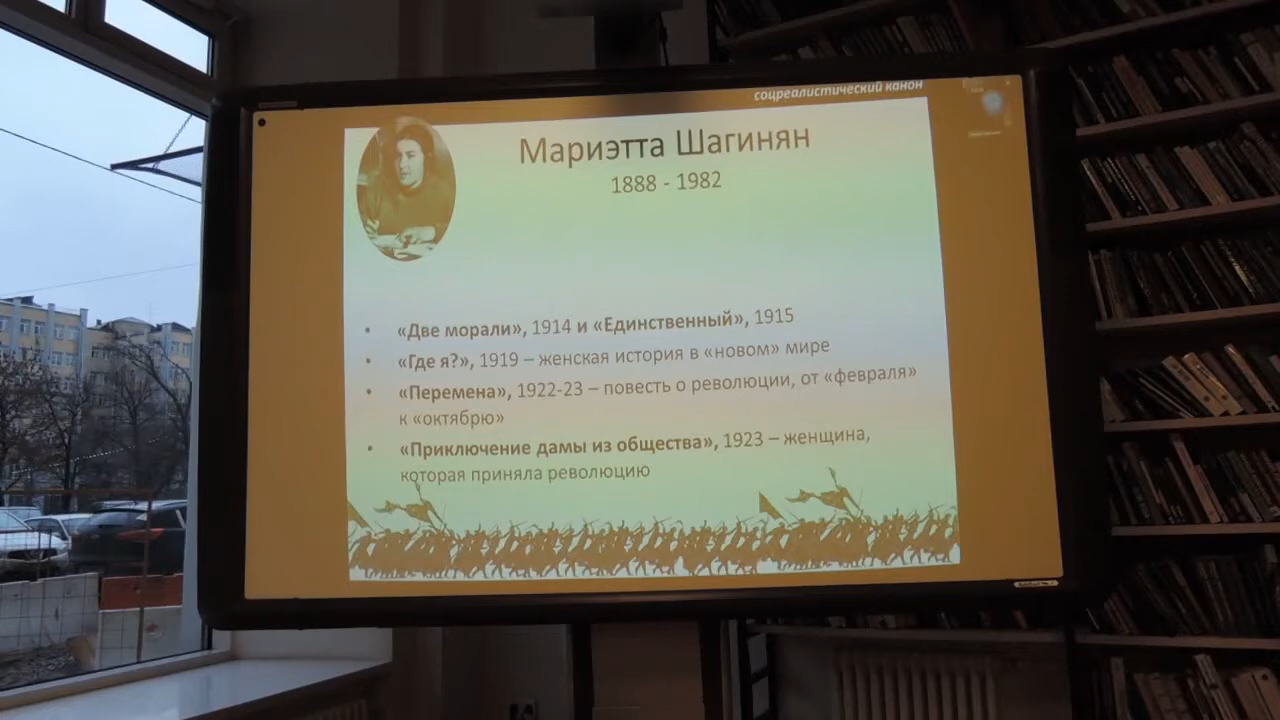 соцреалистический канон
Мариэтта Шагинян
1888 - 1982
• «Две морали», 1914 и «Единственный», 1915
• «Где я?», 1919 – женская история в «новом» мире
• «Перемена», 1922-23 – повесть о революции, от «февраля»
к «октябрю»
• «Приключение дамы из общества», 1923 – женщина,
которая приняла революцию